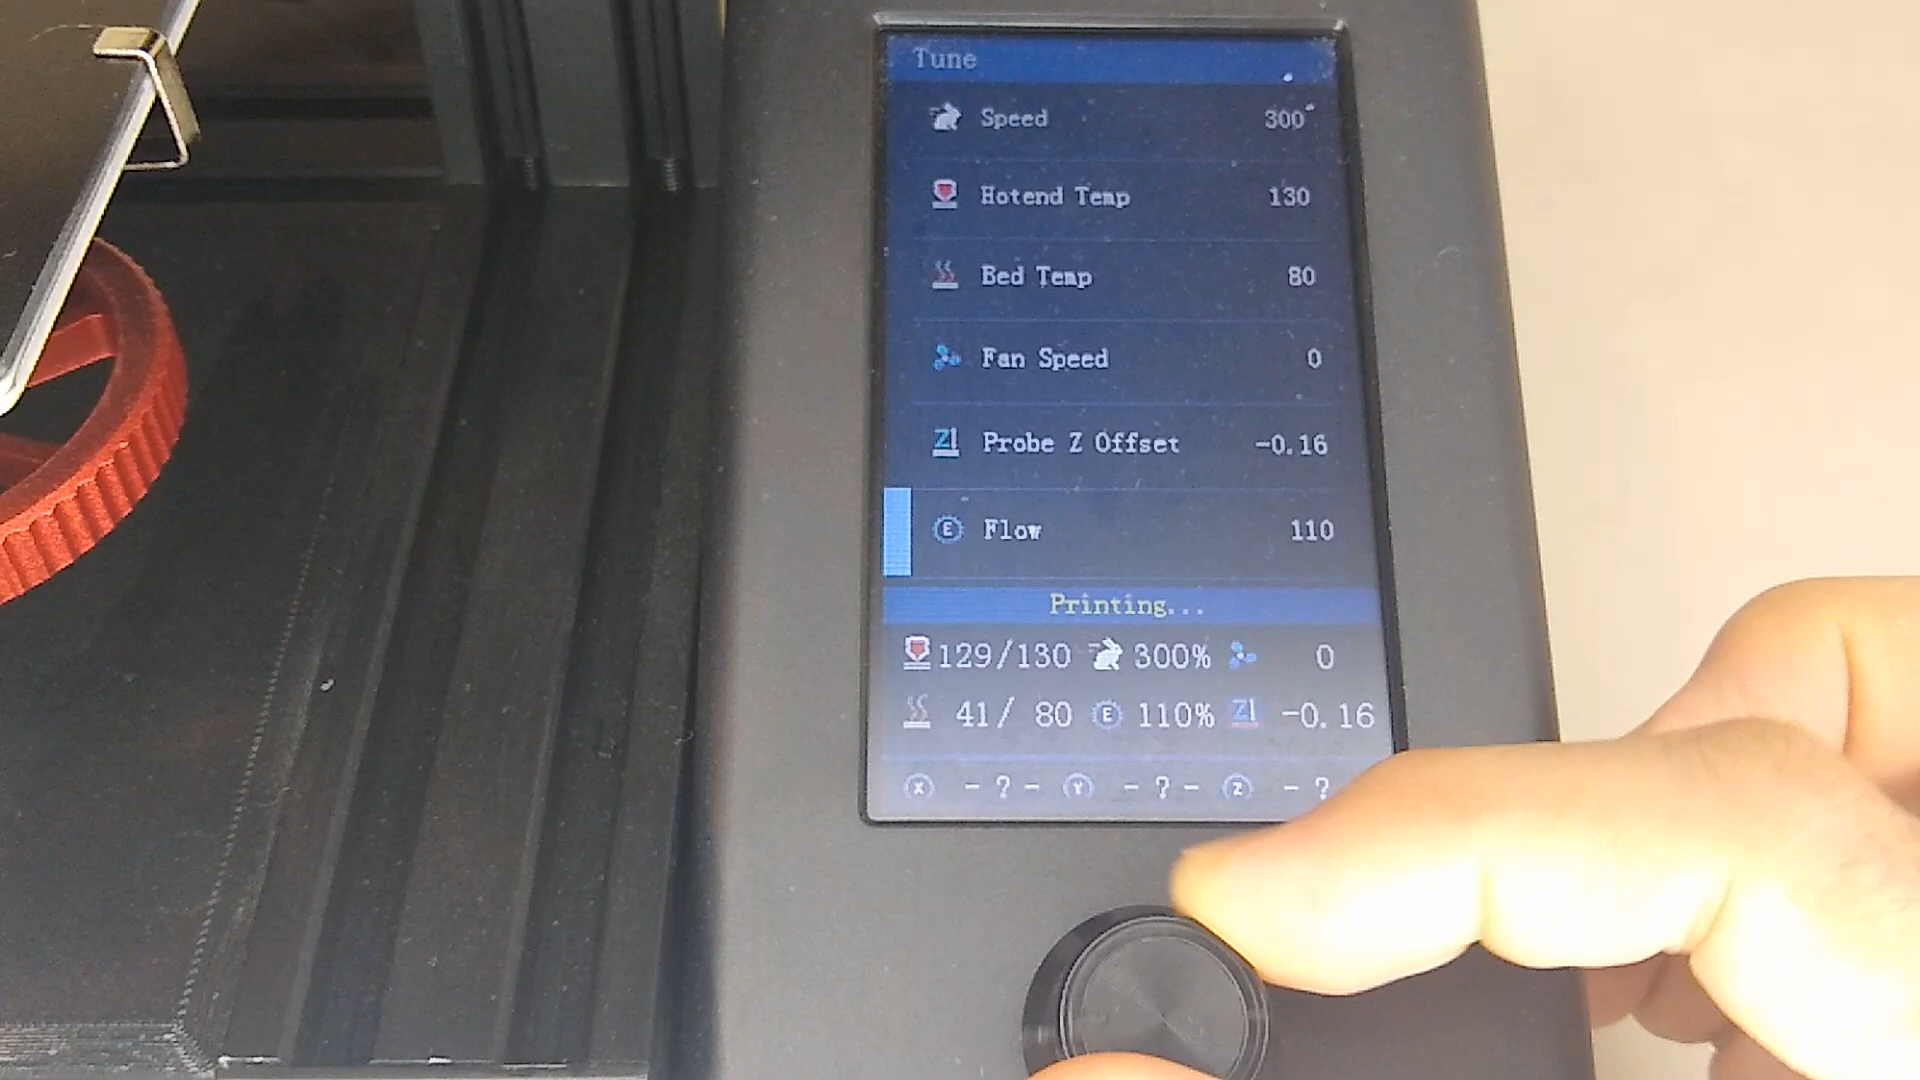 Tune
Speed 300
Hotend Temp 130
Bed Temp 80
Fan Speed 0
Z Probe Z Offset -0.16
E Flow 110
Printing...
129/130 300% 0
41/ 80 E 110% Z -0.16
X -?- Y -?- Z -?